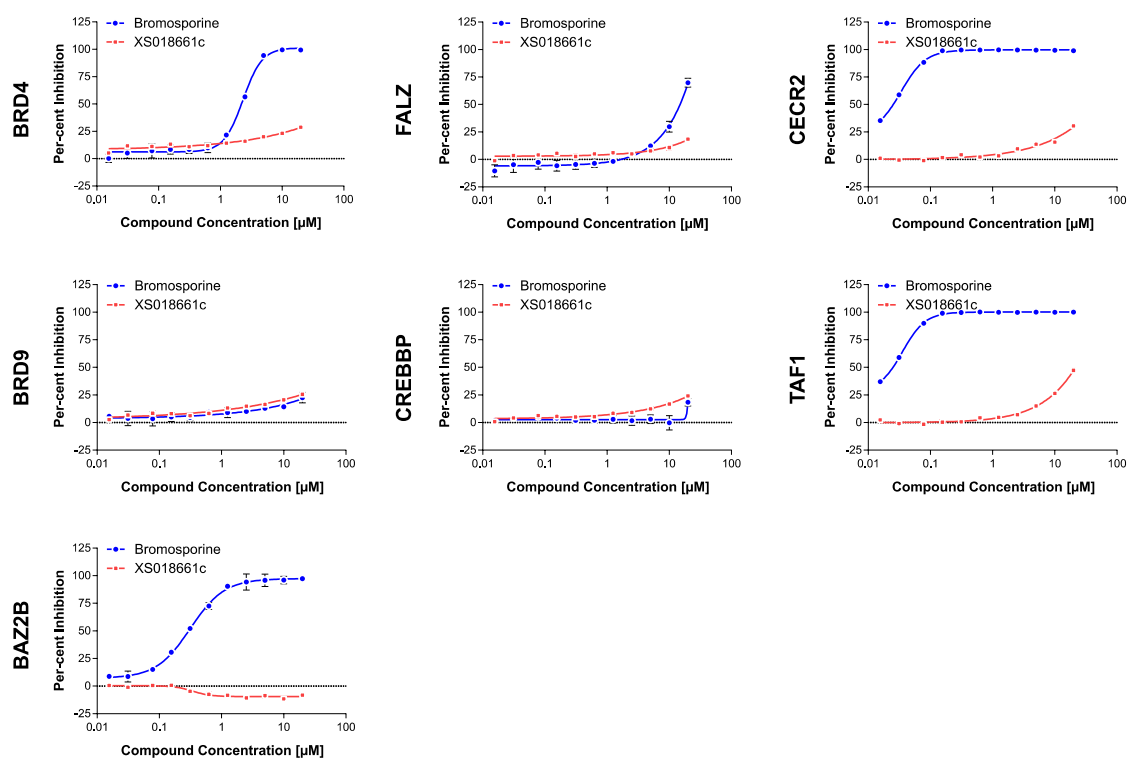 BRD4
Per-cent Inhibition
125
100
75
50
25
0
-25
Bromosporine
XS018661c
0.01 0.1 1 10 100
Compound Concentration [µM]
FALZ
Per-cent Inhibition
125
100
75
50
25
0
-25
Bromosporine
XS018661c
0.01 0.1 1 10 100
Compound Concentration [µM]
CECR2
Per-cent Inhibition
125
100
75
50
25
0
-25
Bromosporine
XS018661c
0.01 0.1 1 10 100
Compound Concentration [µM]
BRD9
Per-cent Inhibition
125
100
75
50
25
0
-25
Bromosporine
XS018661c
0.01 0.1 1 10 100
Compound Concentration [µM]
CREBBP
Per-cent Inhibition
125
100
75
50
25
0
-25
Bromosporine
XS018661c
0.01 0.1 1 10 100
Compound Concentration [µM]
TAF1
Per-cent Inhibition
125
100
75
50
25
0
-25
Bromosporine
XS018661c
0.01 0.1 1 10 100
Compound Concentration [µM]
BAZ2B
Per-cent Inhibition
125
100
75
50
25
0
-25
Bromosporine
XS018661c
0.01 0.1 1 10 100
Compound Concentration [µM]